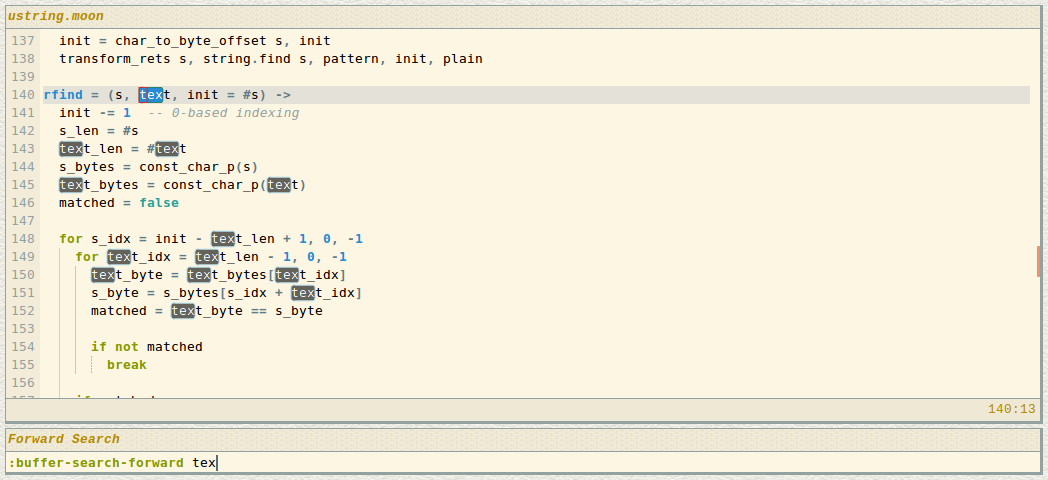 ustring.moon
137 init = char_to_byte_offset s, init
138 transform_rets s, string.find s, pattern, init, plain
139
140 rfind = (s, text, init = #s) ->
141 init -= 1 -- 0-based indexing
142 s_len = #s
143 text_len = #text
144 s_bytes = const_char_p(s)
145 text_bytes = const_char_p(text)
146 matched = false
147
148 for s_idx = init - text_len + 1, 0, -1
149 for text_idx = text_len - 1, 0, -1
150 text_byte = text_bytes[text_idx]
151 s_byte = s_bytes[s_idx + text_idx]
152 matched = text_byte == s_byte
153
154 if not matched
155 break
156
140:13
Forward Search
:buffer-search-forward tex